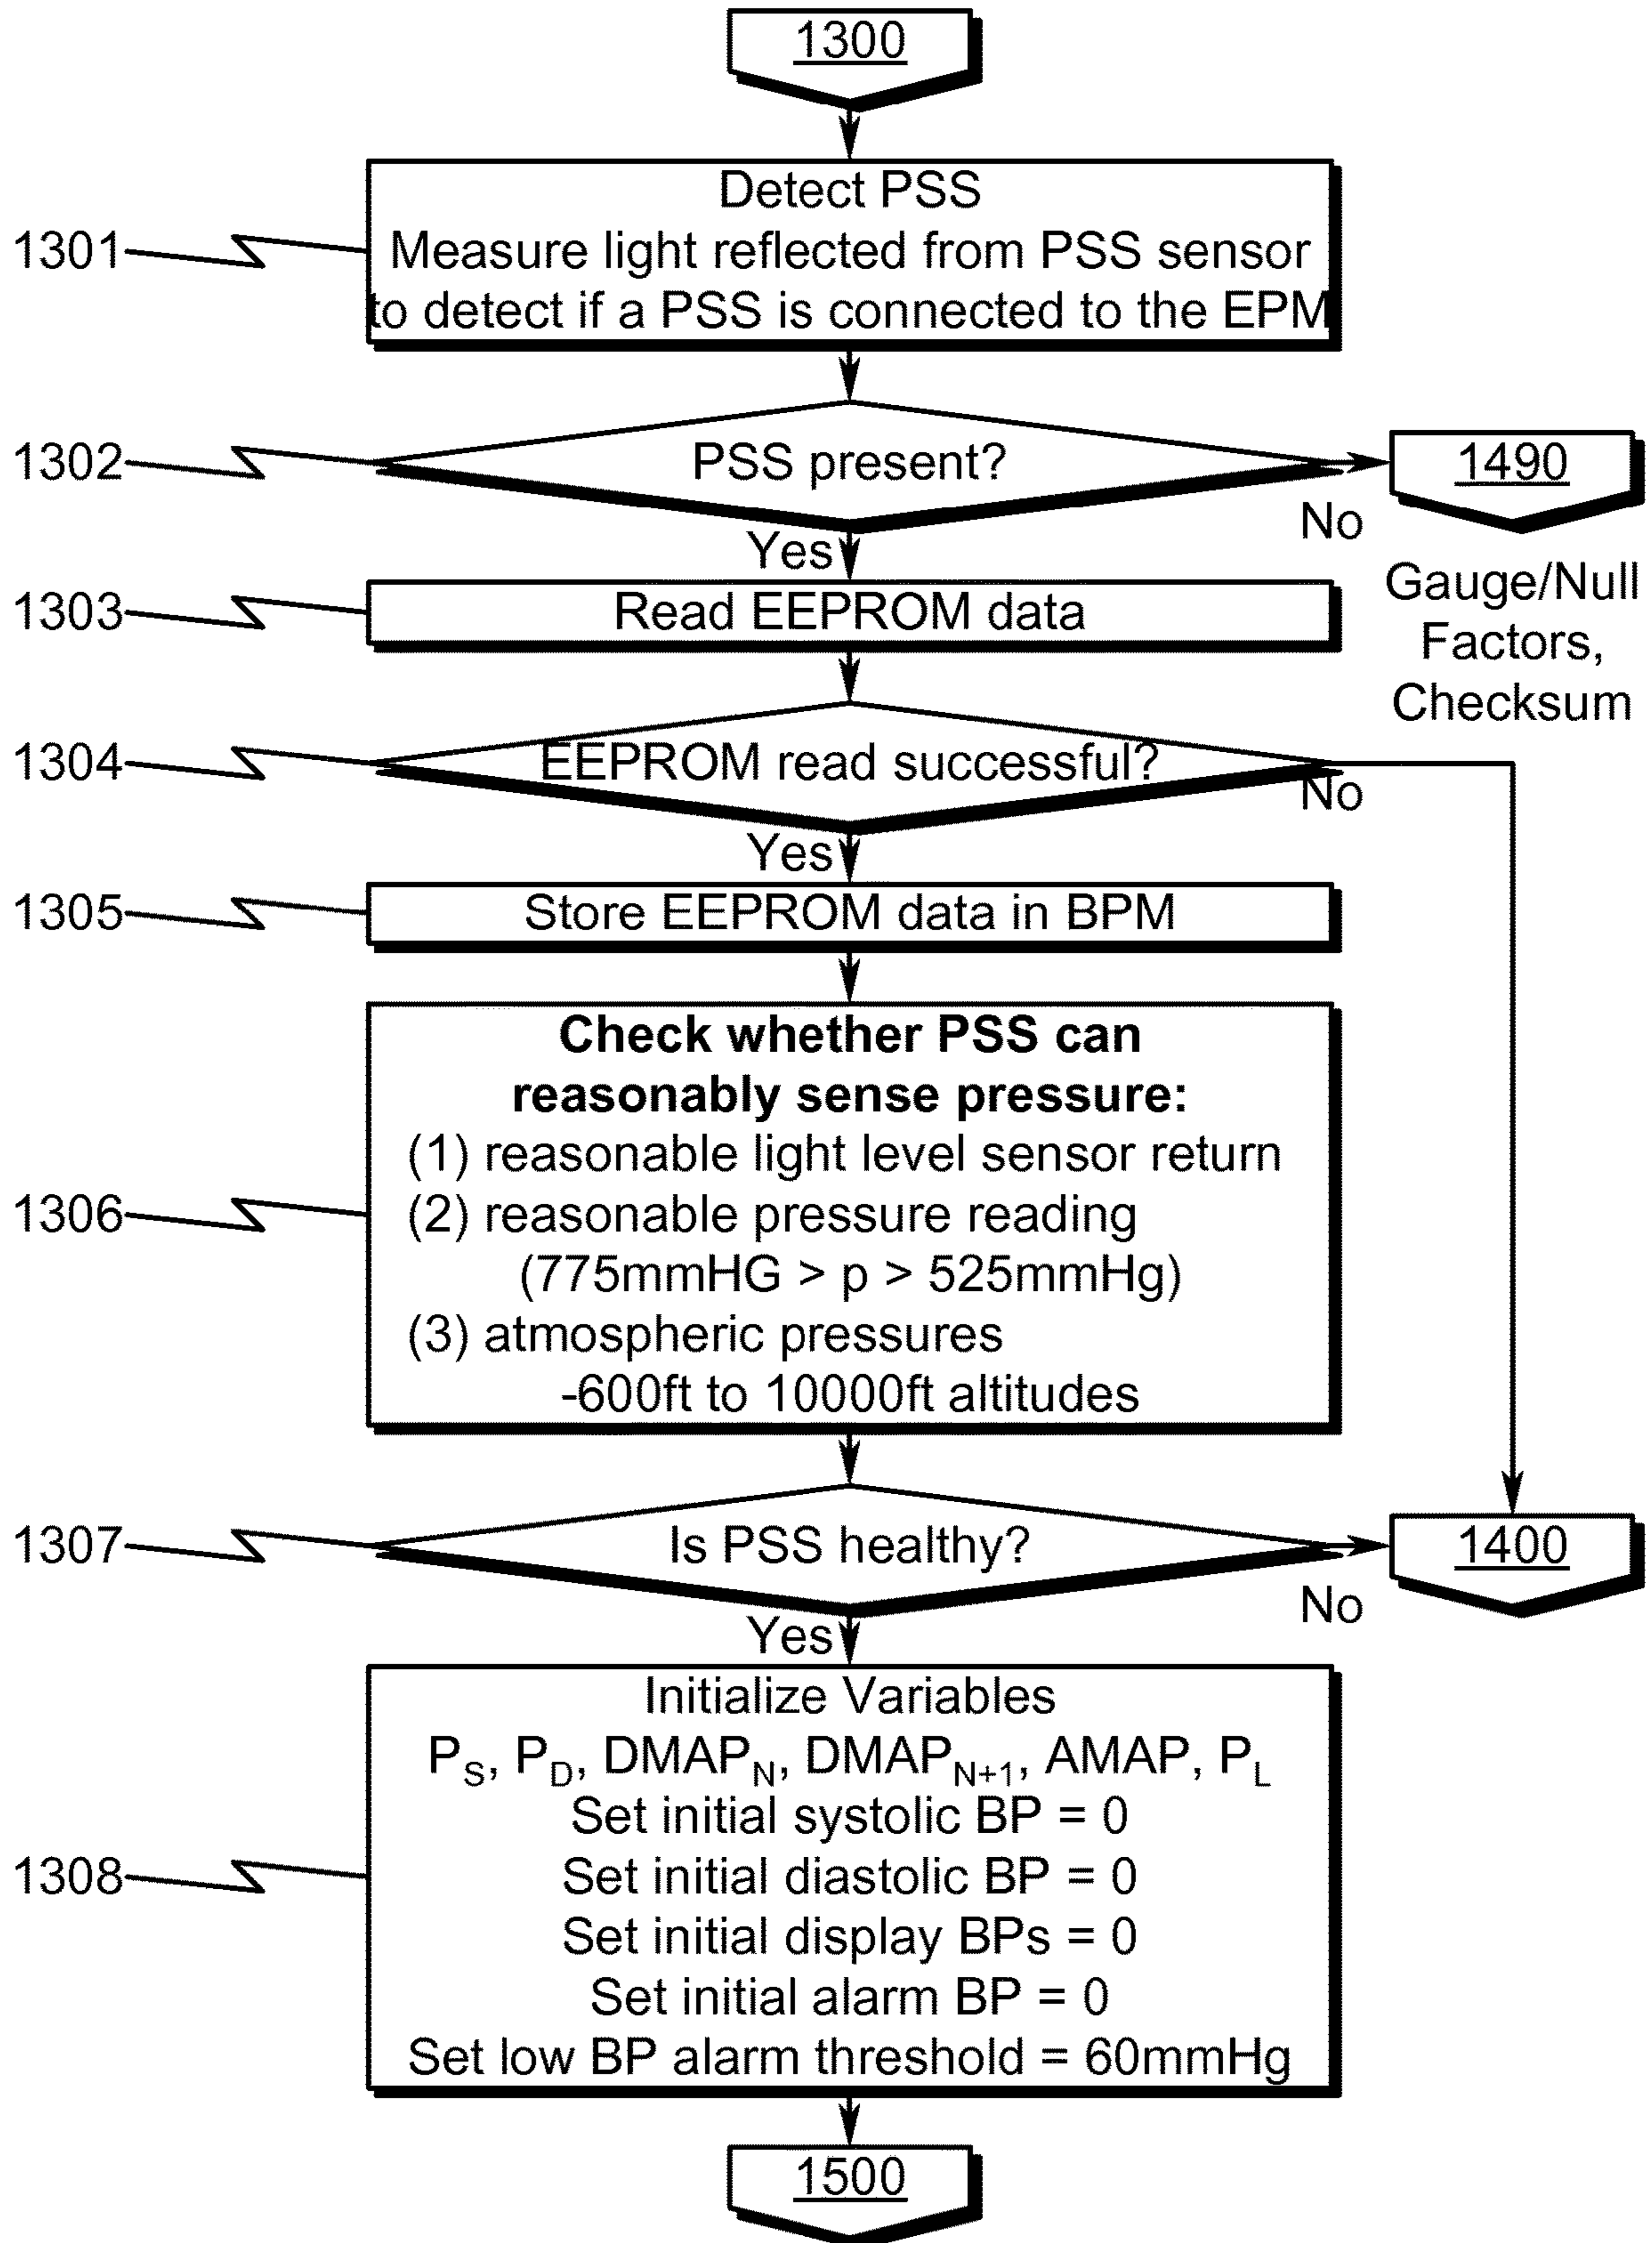 1300
Detect PSS
1301
Measure light reflected from PSS sensor
to detect if a PSS is connected to the EPM
1302
PSS present?
1490
No
Yes
Gauge/Null
Factors,
Checksum
1303
Read EEPROM data
1304
EEPROM read successful?
No
Yes
1305
Store EEPROM data in BPM
Check whether PSS can
reasonably sense pressure:
(1) reasonable light level sensor return
1306
(2) reasonable pressure reading
(775mmHG > p > 525mmHg)
(3) atmospheric pressures
-600ft to 10000ft altitudes
1307
Is PSS healthy?
1400
No
Yes
Initialize Variables
P_S, P_D, DMAP_N, DMAP_{N+1}, AMAP, P_L
Set initial systolic BP = 0
1308
Set initial diastolic BP = 0
Set initial display BPs = 0
Set initial alarm BP = 0
Set low BP alarm threshold = 60mmHg
1500